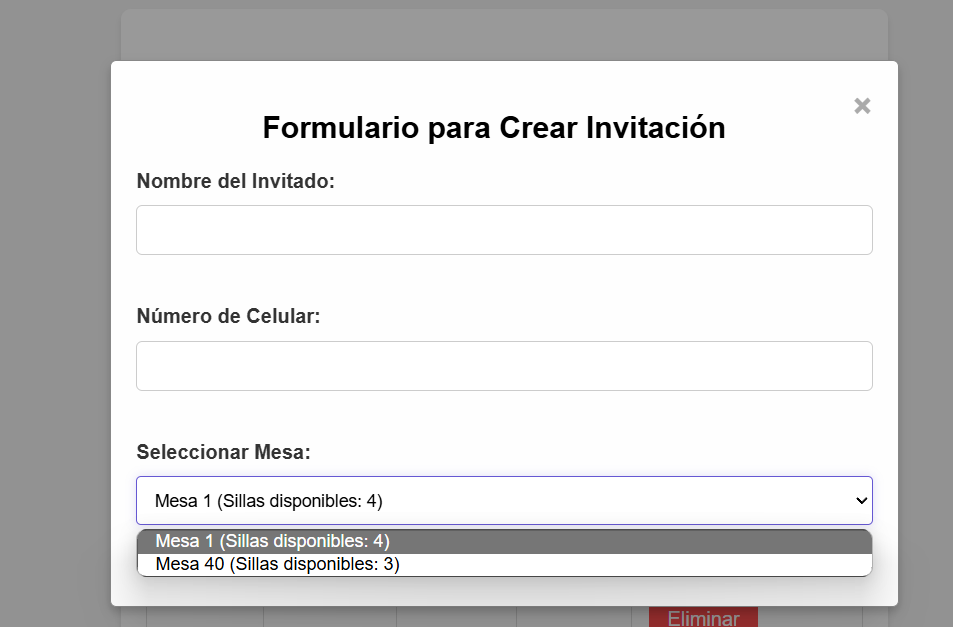 ×
Formulario para Crear Invitación
Nombre del Invitado:
Número de Celular:
Seleccionar Mesa:
Mesa 1 (Sillas disponibles: 4)
Mesa 1 (Sillas disponibles: 4)
Mesa 40 (Sillas disponibles: 3)
Eliminar